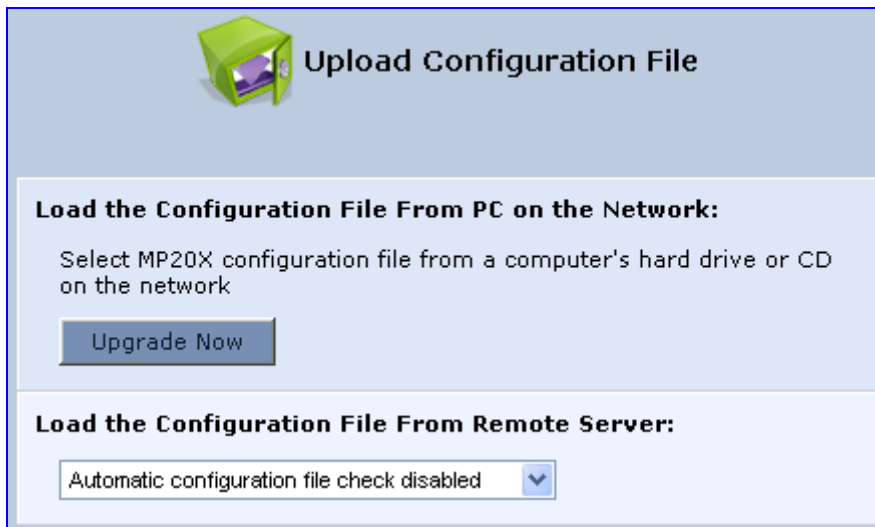 Upload Configuration File
Load the Configuration File From PC on the Network:
Select MP20X configuration file from a computer's hard drive or CD
on the network
Upgrade Now
Load the Configuration File From Remote Server:
Automatic configuration file check disabled